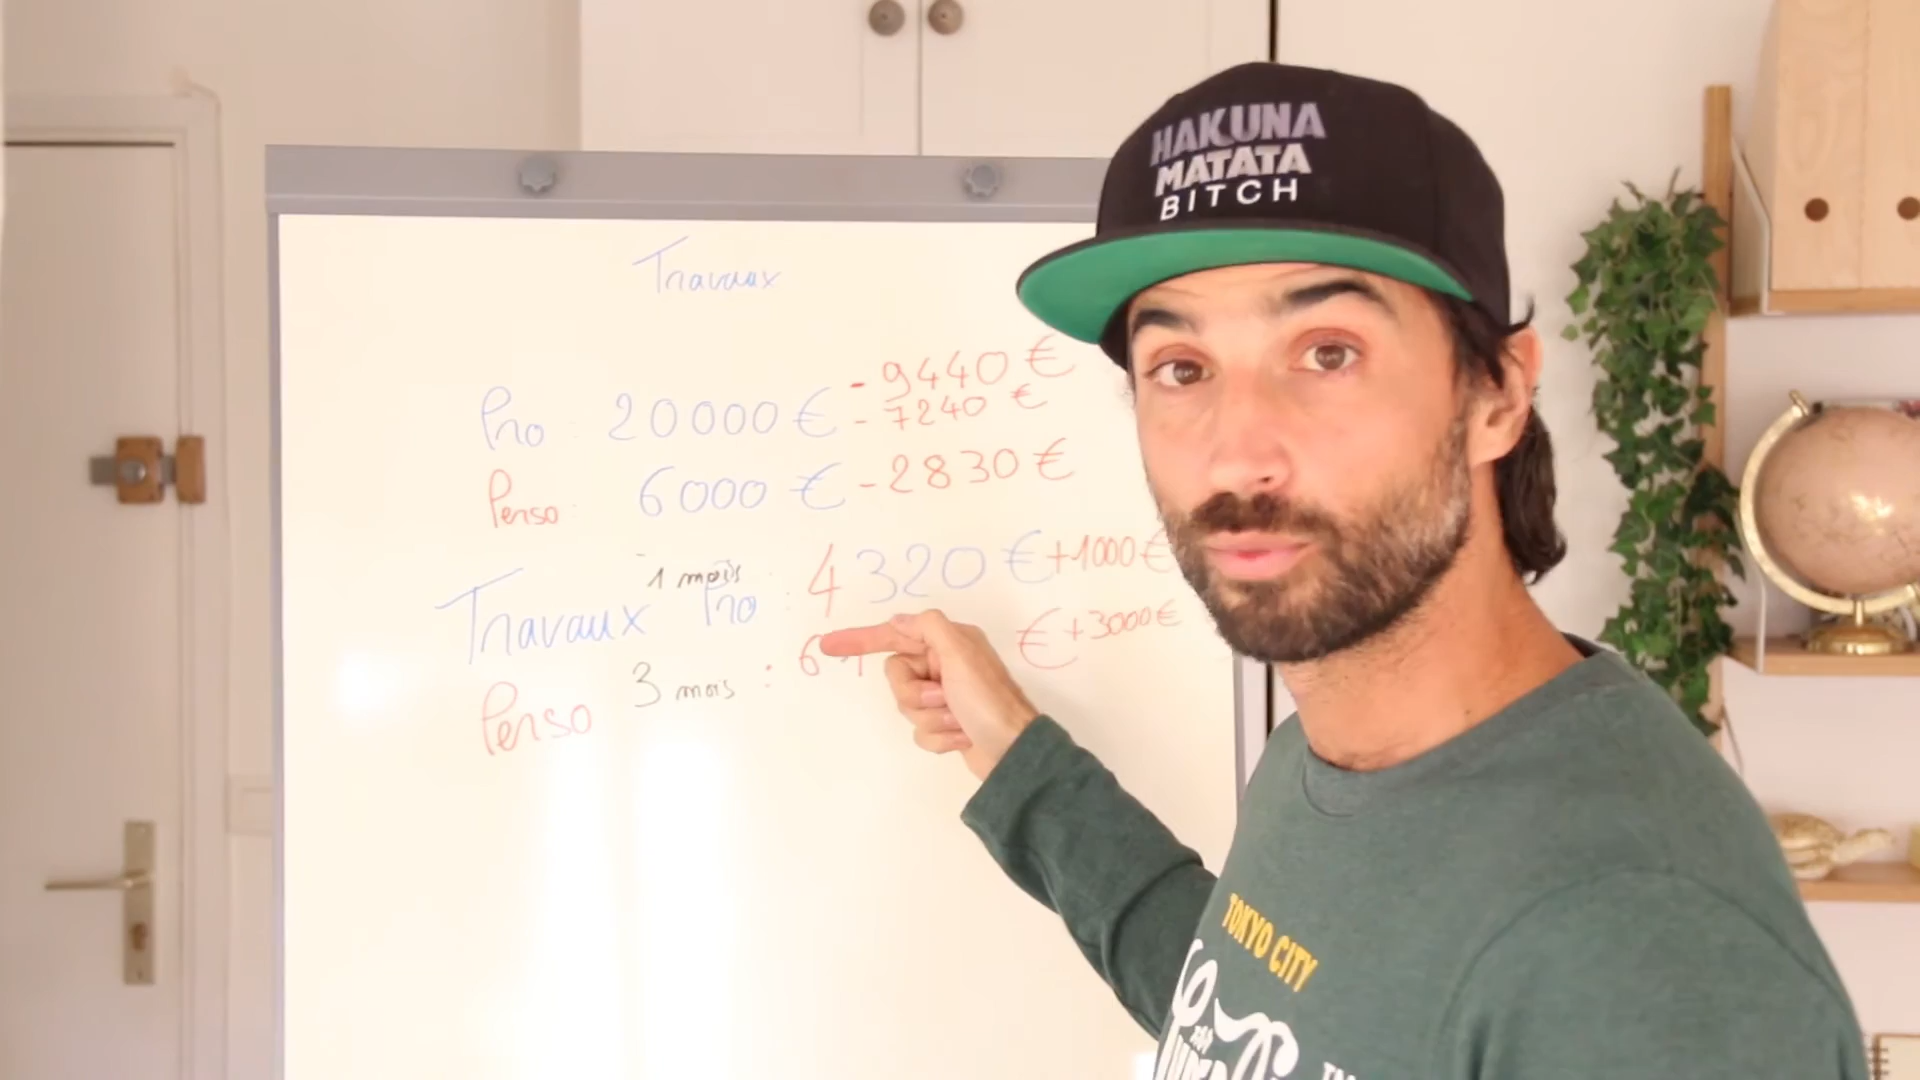 Travaux
Pro : 20000 € - 9440 €
- 7240 €
Perso : 6000 € - 2830 €
1 mois
Travaux Pro : 4320 € +1000 €
Perso 3 mois : 6 € +3000 €
HAKUNA
MATATA
BITCH
TOKYO CITY